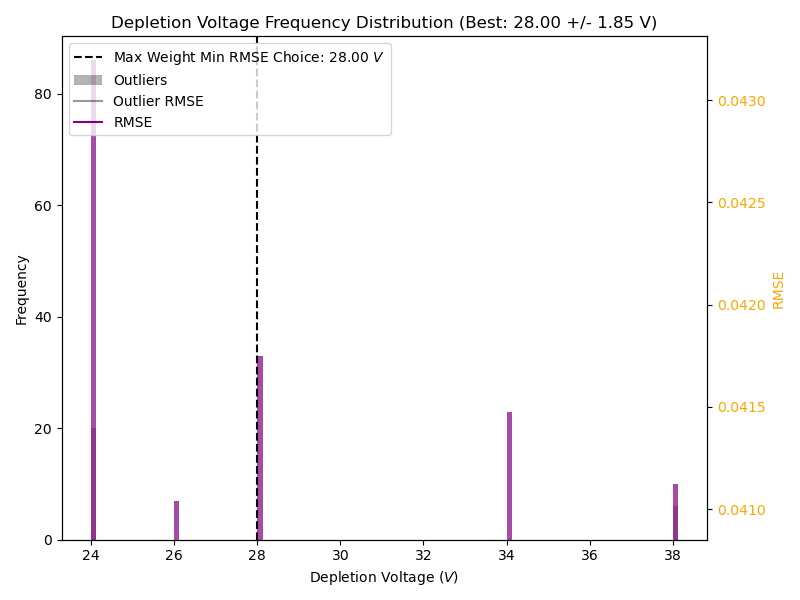 Depletion Voltage Frequency Distribution (Best: 28.00 +/- 1.85 V)
Max Weight Min RMSE Choice: 28.00 V
Outliers
Outlier RMSE
RMSE
80
60
40
20
0
Frequency
0.0430
0.0425
0.0420
0.0415
0.0410
RMSE
24 26 28 30 32 34 36 38
Depletion Voltage (V)